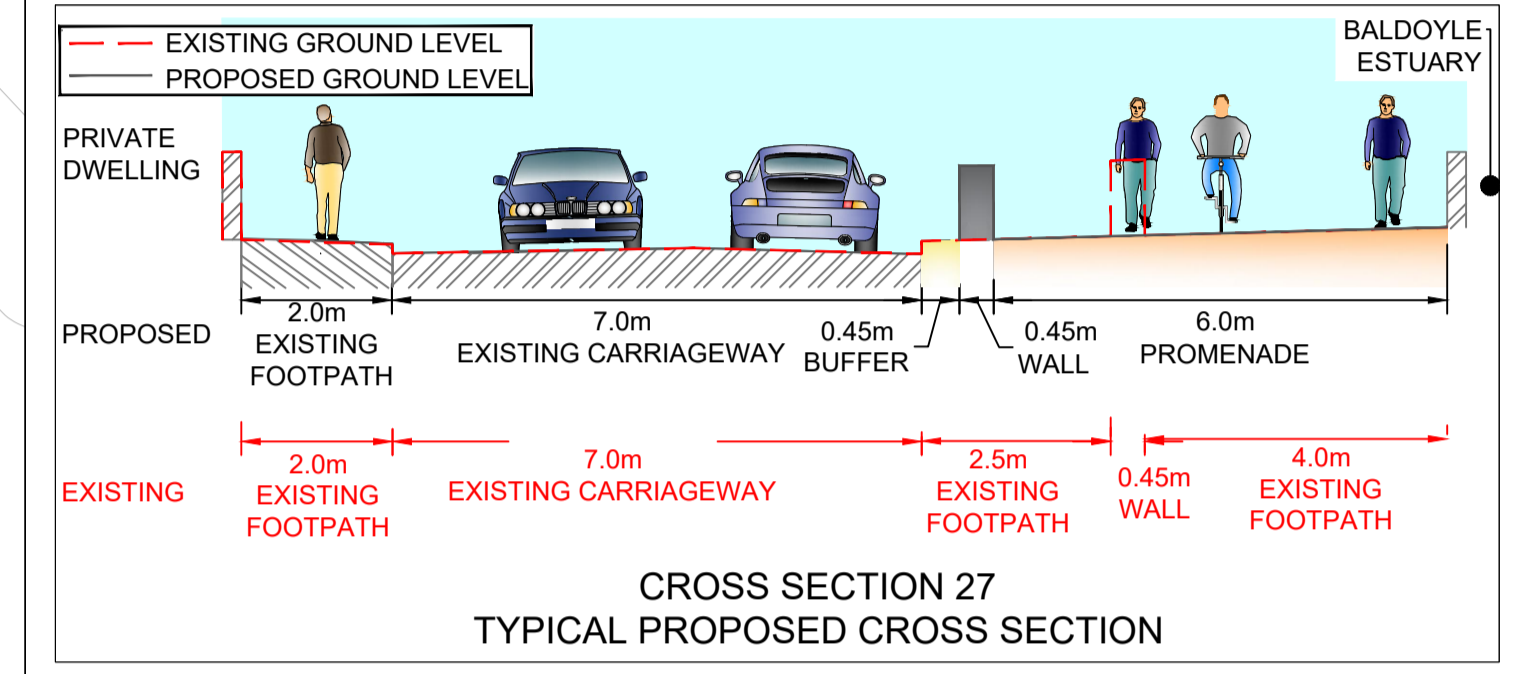 EXISTING GROUND LEVEL
PROPOSED GROUND LEVEL
BALDOYLE
ESTUARY
PRIVATE
DWELLING
PROPOSED
2.0m
EXISTING
FOOTPATH
7.0m
EXISTING CARRIAGEWAY
0.45m
BUFFER
0.45m
WALL
6.0m
PROMENADE
EXISTING
2.0m
EXISTING
FOOTPATH
7.0m
EXISTING CARRIAGEWAY
2.5m
EXISTING
FOOTPATH
0.45m
WALL
4.0m
EXISTING
FOOTPATH
CROSS SECTION 27
TYPICAL PROPOSED CROSS SECTION